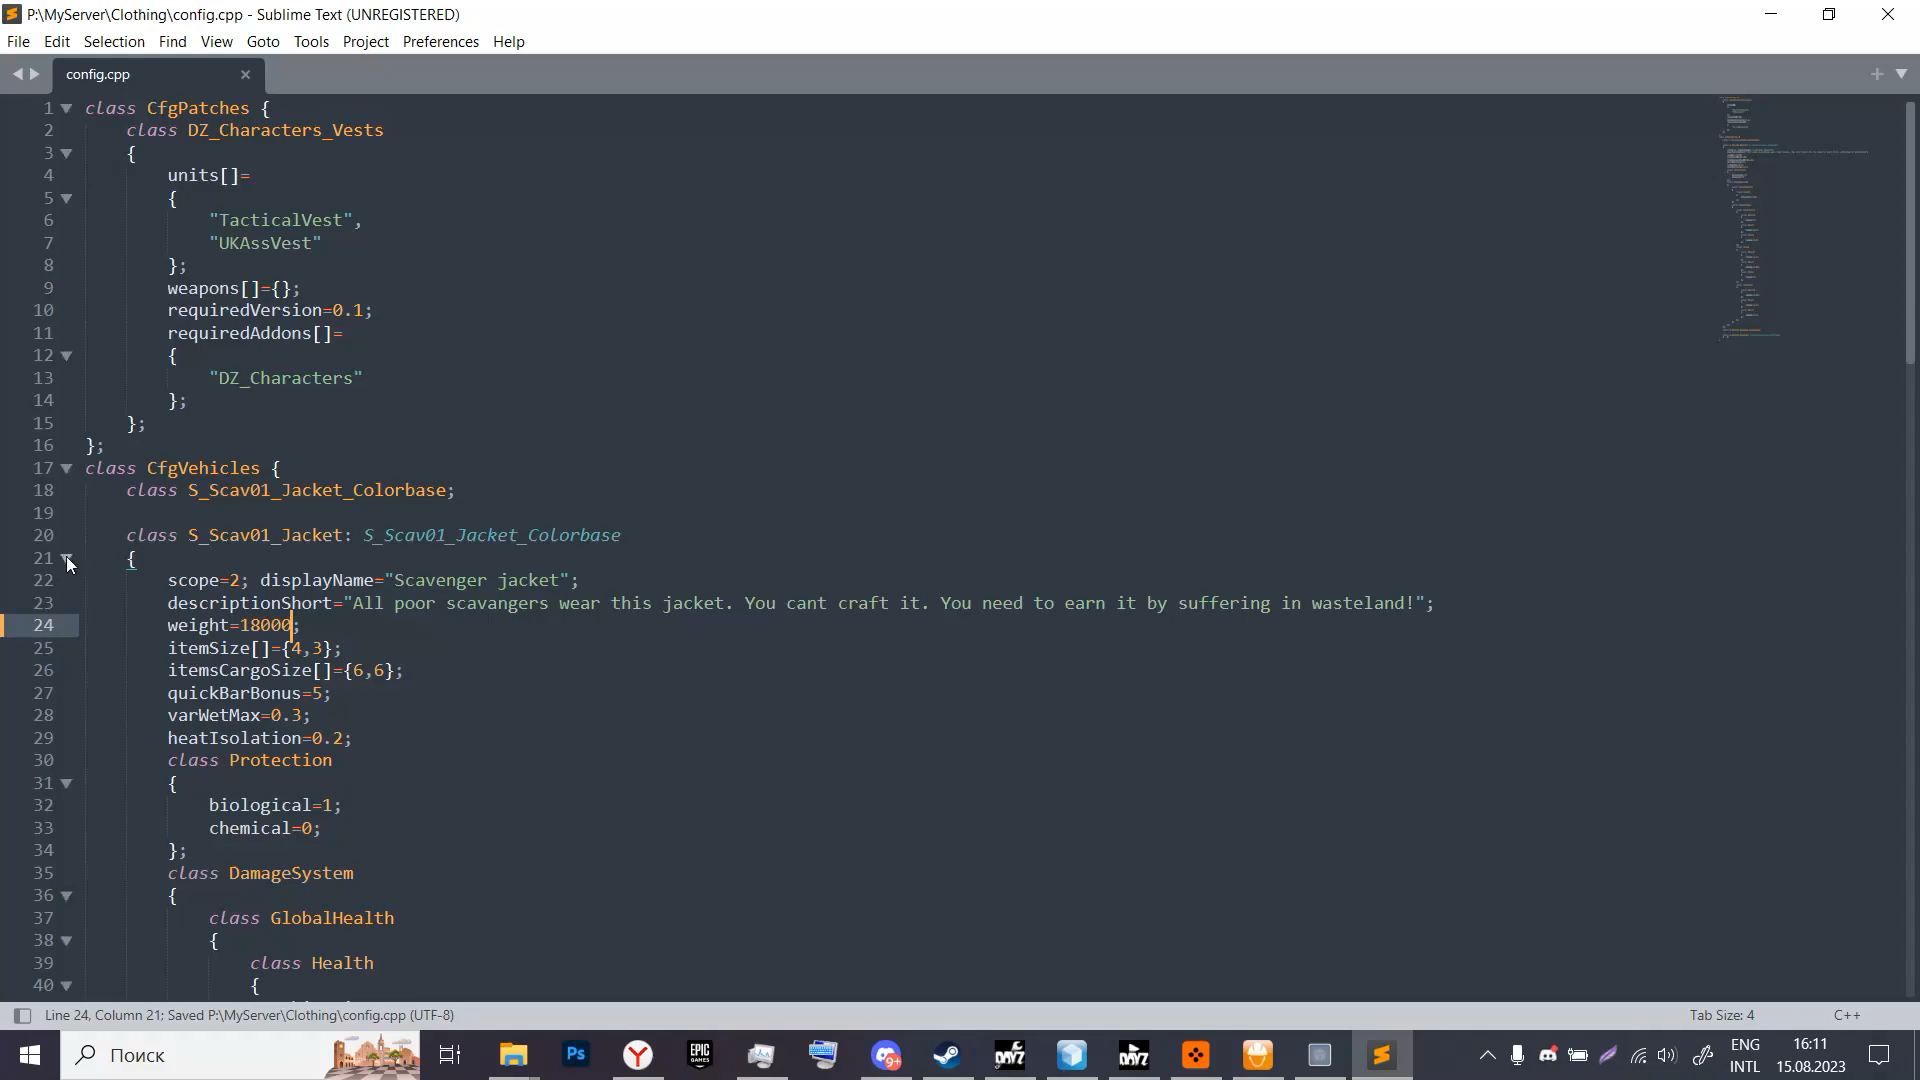 P:\MyServer\Clothing\config.cpp - Sublime Text (UNREGISTERED)
File Edit Selection Find View Goto Tools Project Preferences Help
config.cpp
1 class CfgPatches {
2 class DZ_Characters_Vests
3 {
4 units[]=
5 {
6 "TacticalVest",
7 "UKAssVest"
8 };
9 weapons[]={};
10 requiredVersion=0.1;
11 requiredAddons[]=
12 {
13 "DZ_Characters"
14 };
15 };
16 };
17 class CfgVehicles {
18 class S_Scav01_Jacket_Colorbase;
19
20 class S_Scav01_Jacket: S_Scav01_Jacket_Colorbase
21 {
22 scope=2; displayName="Scavenger jacket";
23 descriptionShort="All poor scavangers wear this jacket. You cant craft it. You need to earn it by suffering in wasteland!";
24 weight=18000;
25 itemSize[]={4,3};
26 itemsCargoSize[]={6,6};
27 quickBarBonus=5;
28 varWetMax=0.3;
29 heatIsolation=0.2;
30 class Protection
31 {
32 biological=1;
33 chemical=0;
34 };
35 class DamageSystem
36 {
37 class GlobalHealth
38 {
39 class Health
40 {
Line 24, Column 21; Saved P:\MyServer\Clothing\config.cpp (UTF-8) Tab Size: 4 C++
Поиск
Ps
EPIC GAMES
9+
DAYZ
DAYZ
ENG
INTL
16:11
15.08.2023